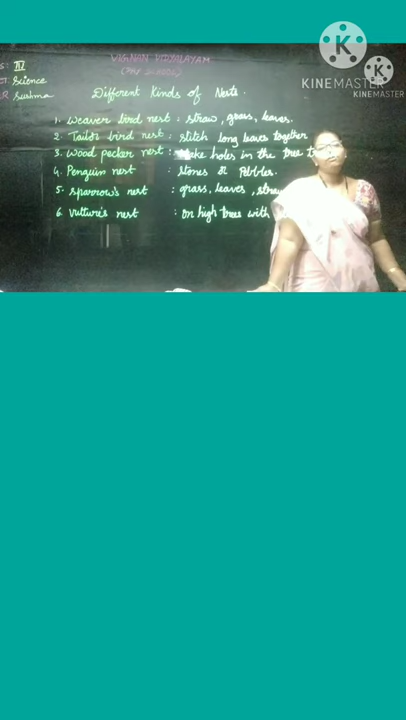 VIGNAN VIDYALAYAM
S: IV
Science
Sushma
Different Kinds of Nests.
1. Weaver bird nest : straw, grass, leaves.
2. Tailor bird nest : stitch long leaves together
3. Wood pecker nest : make holes in the tree
4. Penguin nest : stones or Pebbles.
5. Sparrow's nest : grass, leaves, straw
6. Vulture's nest : on high trees with
KINEMASTER
KINEMASTER